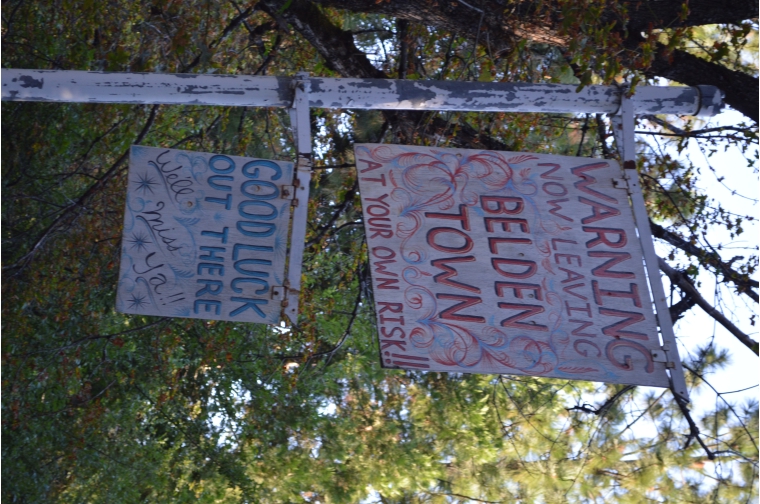 WARNING
NOW LEAVING
BELDEN
TOWN
AT YOUR OWN RISK!!
GOOD LUCK
OUT THERE
We'll miss ya!!